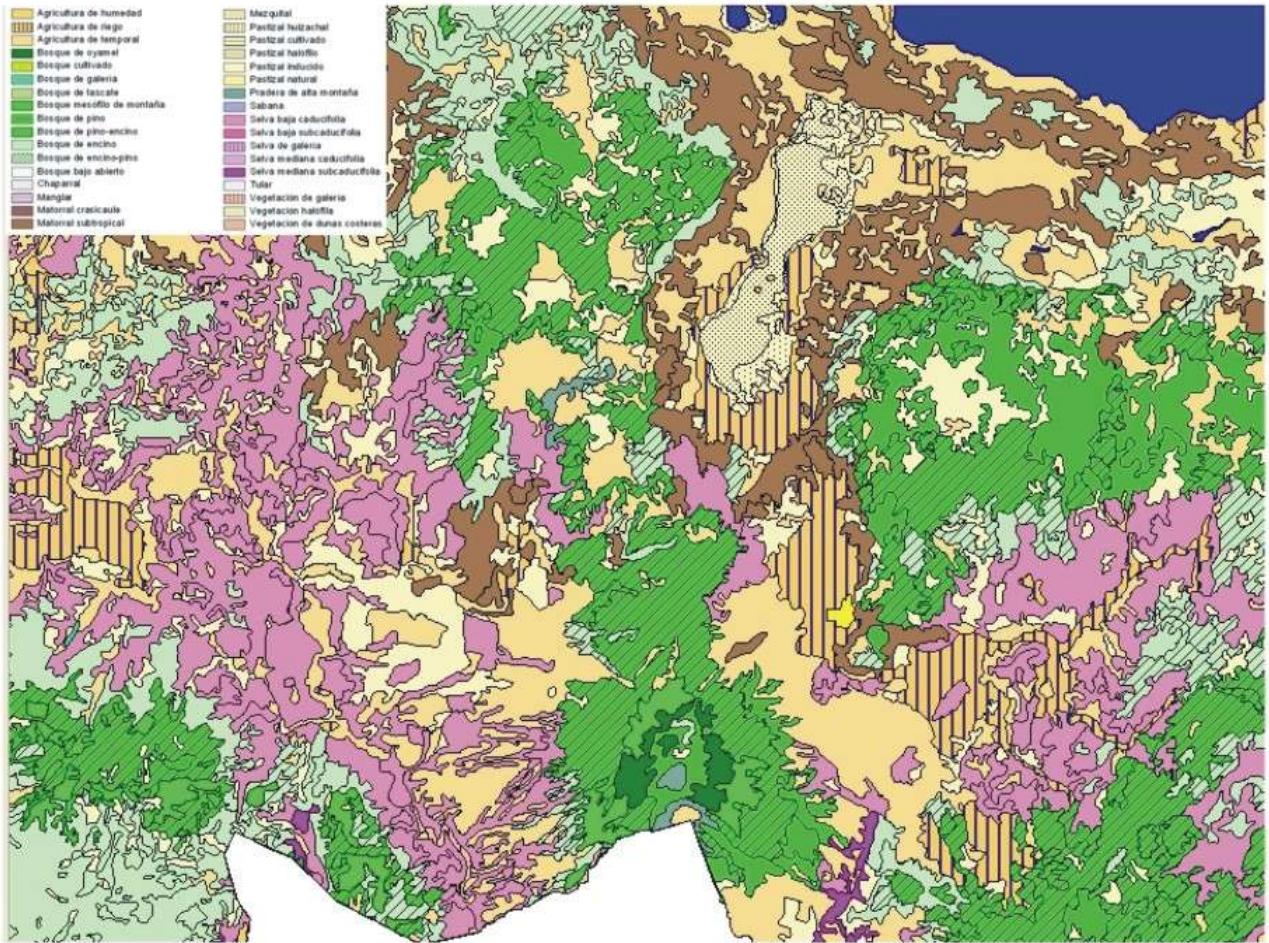 Agricultura de humedad
Agricultura de riego
Agricultura de temporal
Bosque de oyamel
Bosque cultivado
Bosque de galeria
Bosque de tascate
Bosque mesófilo de montaña
Bosque de pino
Bosque de pino-encino
Bosque de encino
Bosque de encino-pino
Bosque bajo abierto
Chaparral
Manglar
Matorral crasicaule
Matorral subtropical
Mezquital
Pastizal huizachal
Pastizal cultivado
Pastizal halofilo
Pastizal inducido
Pastizal natural
Pradera de alta montaña
Sabana
Selva baja caducifolia
Selva baja subcaducifolia
Selva de galeria
Selva mediana caducifolia
Selva mediana subcaducifolia
Tular
Vegetacion de galeria
Vegetacion halofila
Vegetacion de dunas costeras